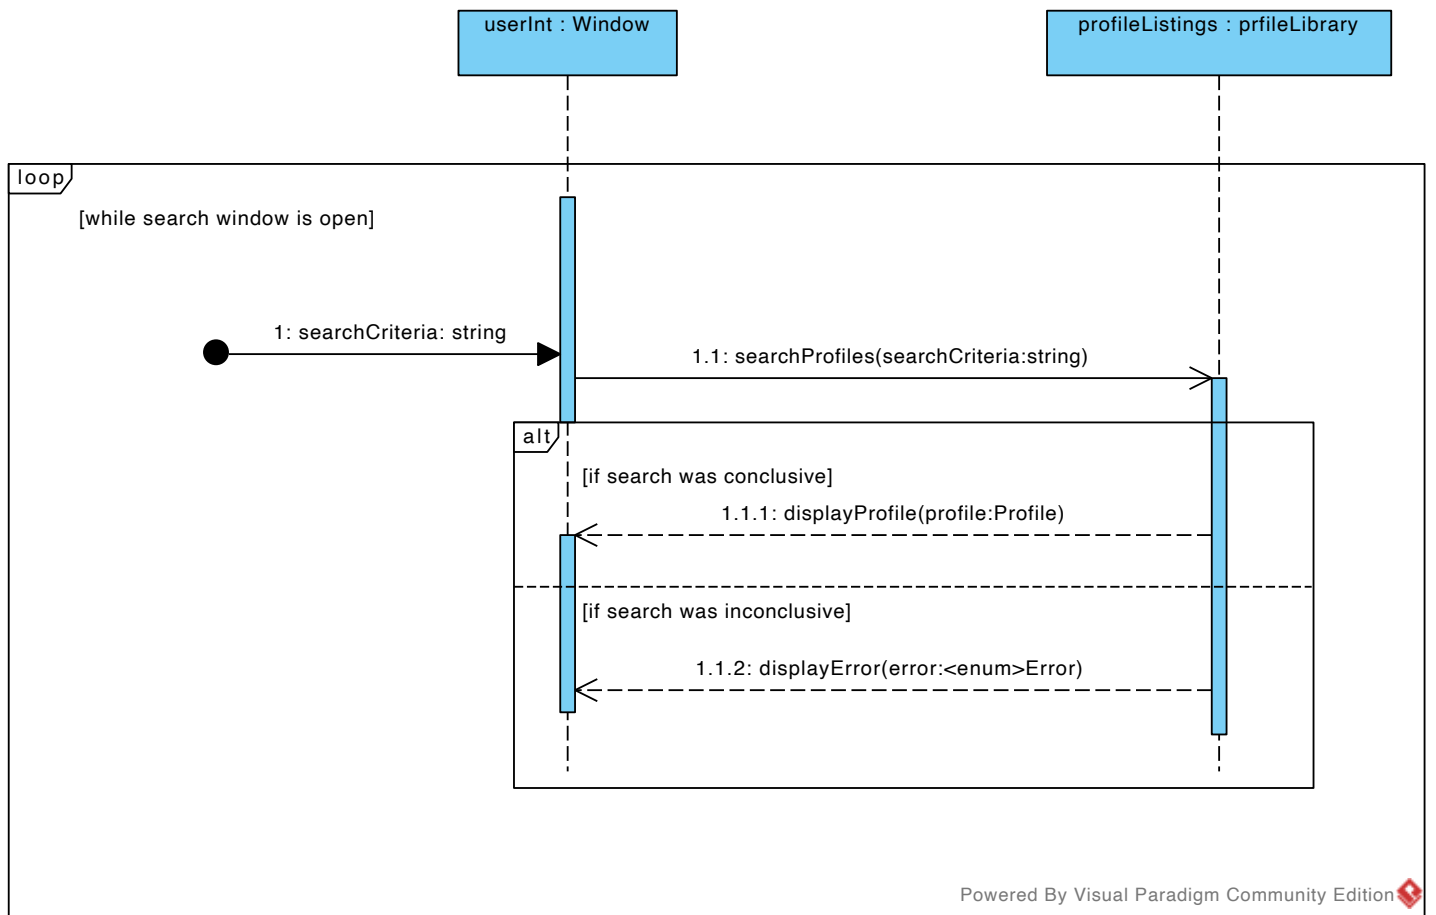 userInt : Window
profileListings : prfileLibrary
loop
[while search window is open]
1: searchCriteria: string
1.1: searchProfiles(searchCriteria:string)
alt
[if search was conclusive]
1.1.1: displayProfile(profile:Profile)
[if search was inconclusive]
1.1.2: displayError(error:<enum>Error)
Powered By Visual Paradigm Community Edition